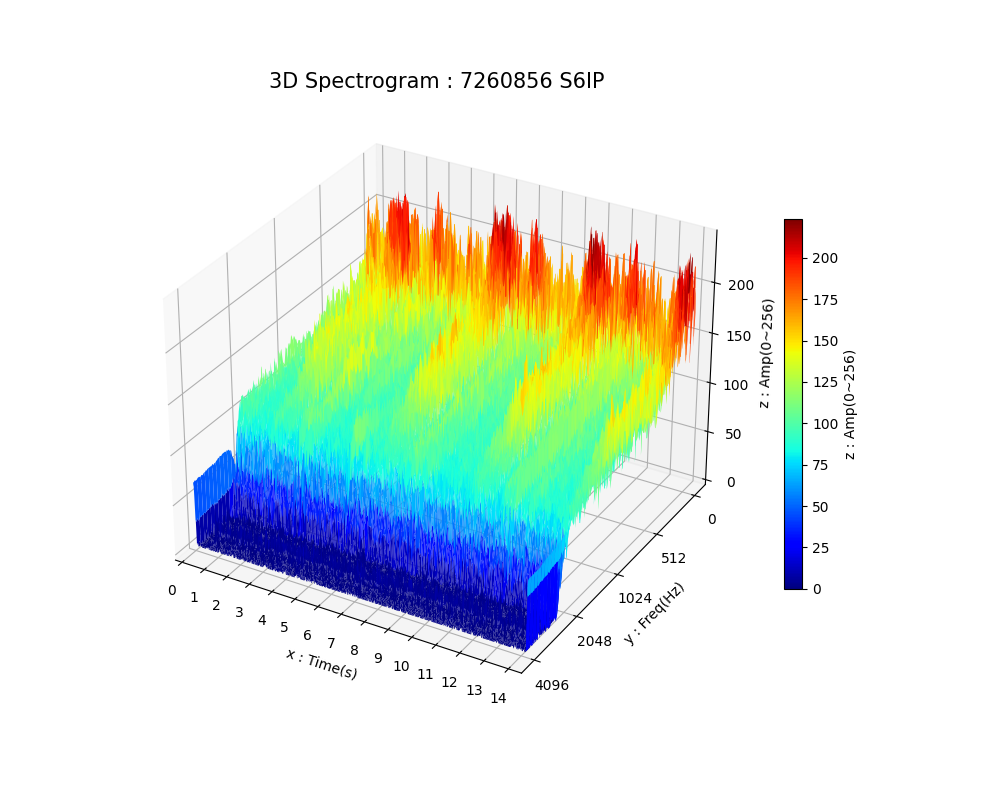 3D Spectrogram : 7260856 S6IP
0 1 2 3 4 5 6 7 8 9 10 11 12 13 14
x : Time(s)
4096 2048 1024 512 0
y : Freq(Hz)
0 50 100 150 200
z : Amp(0~256)
0 25 50 75 100 125 150 175 200
z : Amp(0~256)